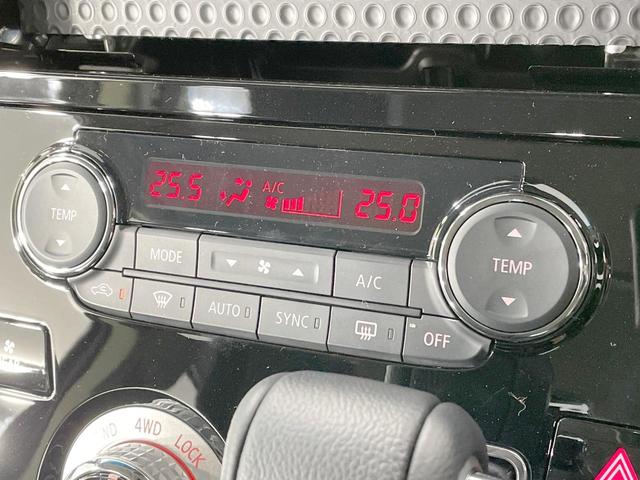 25.5 A/C 25.0
TEMP
TEMP
MODE
A/C
AUTO
SYNC
OFF
4WD
LOCK